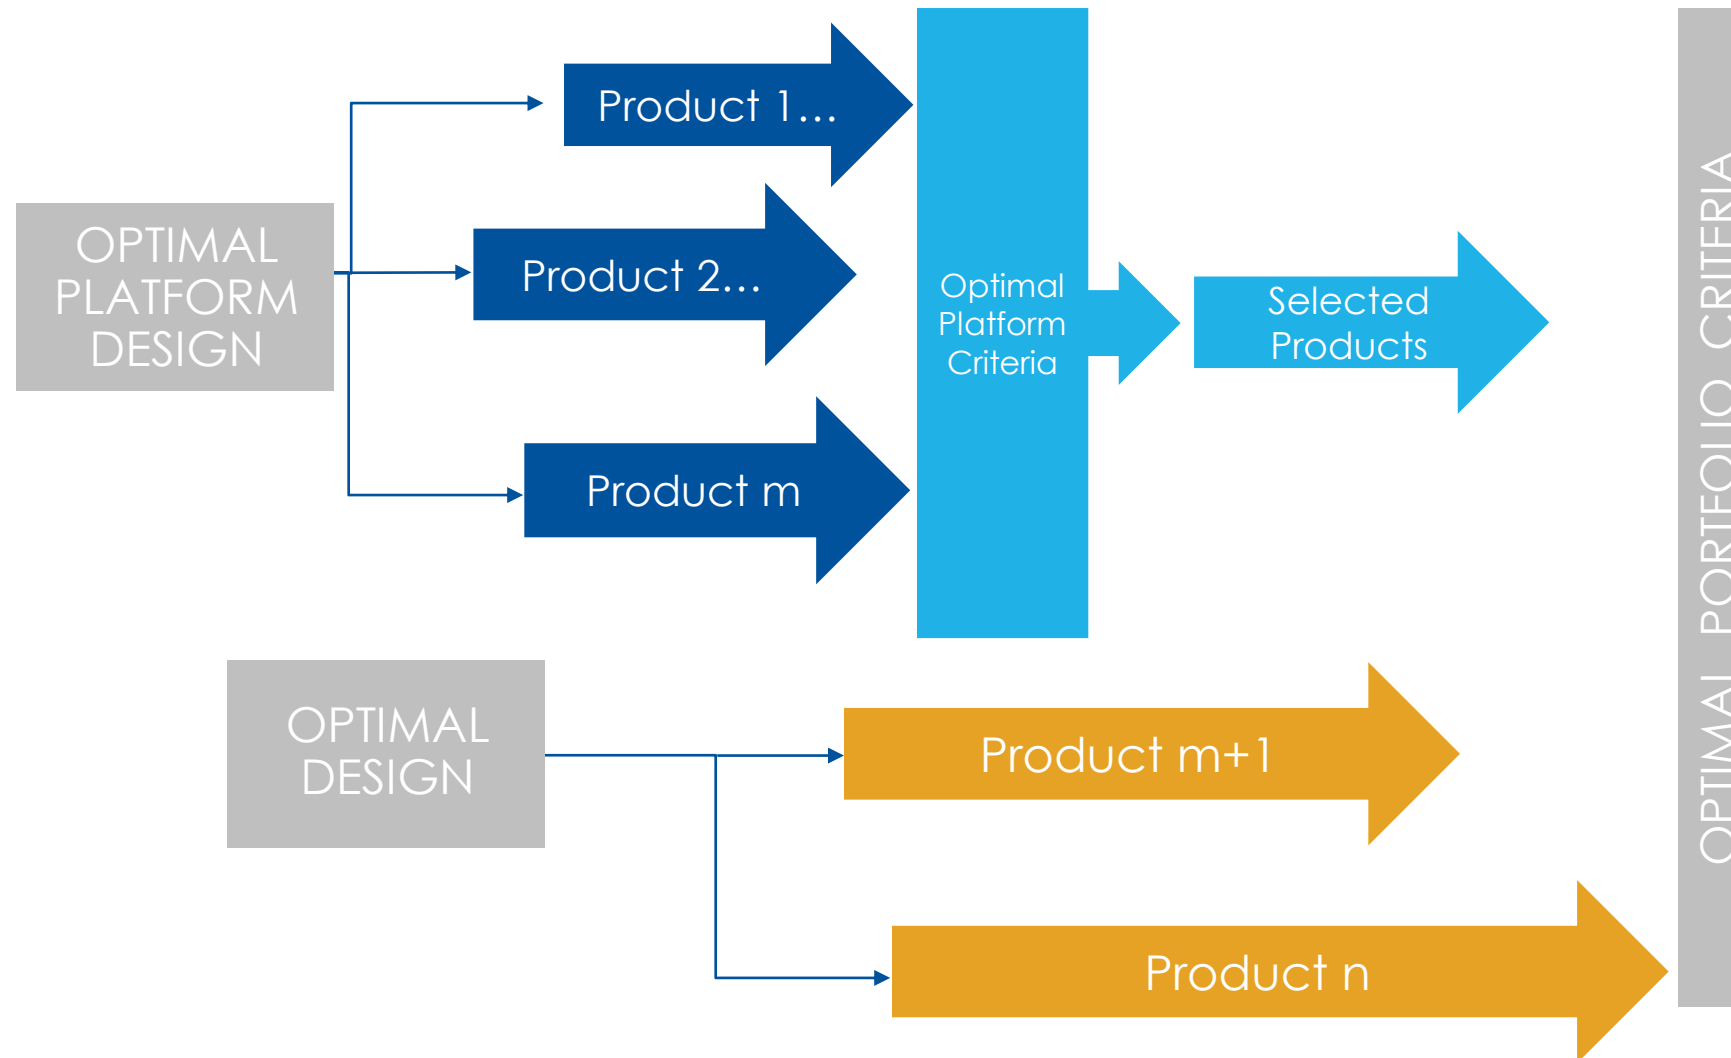 OPTIMAL
PLATFORM
DESIGN
Product 1...
Product 2...
Product m
Optimal
Platform
Criteria
Selected
Products
OPTIMAL
DESIGN
Product m+1
Product n
OPTIMAL PORTFOLIO CRITERIA